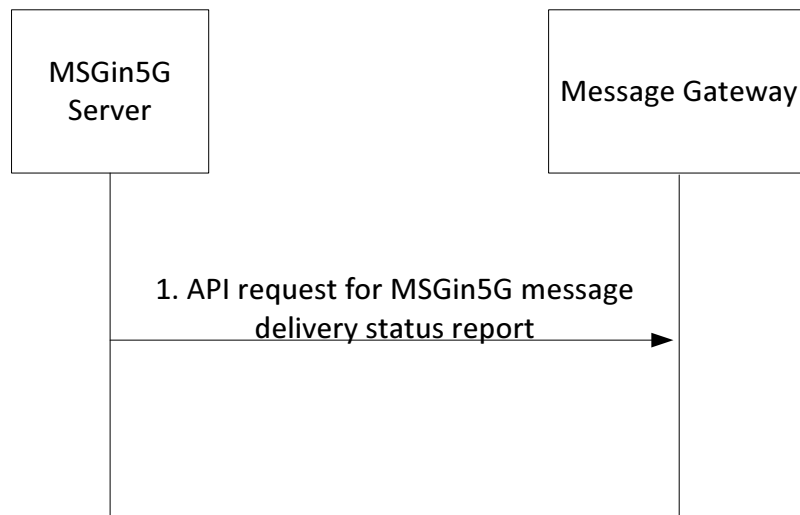 MSGin5G
Server
Message Gateway
1. API request for MSGin5G message
delivery status report